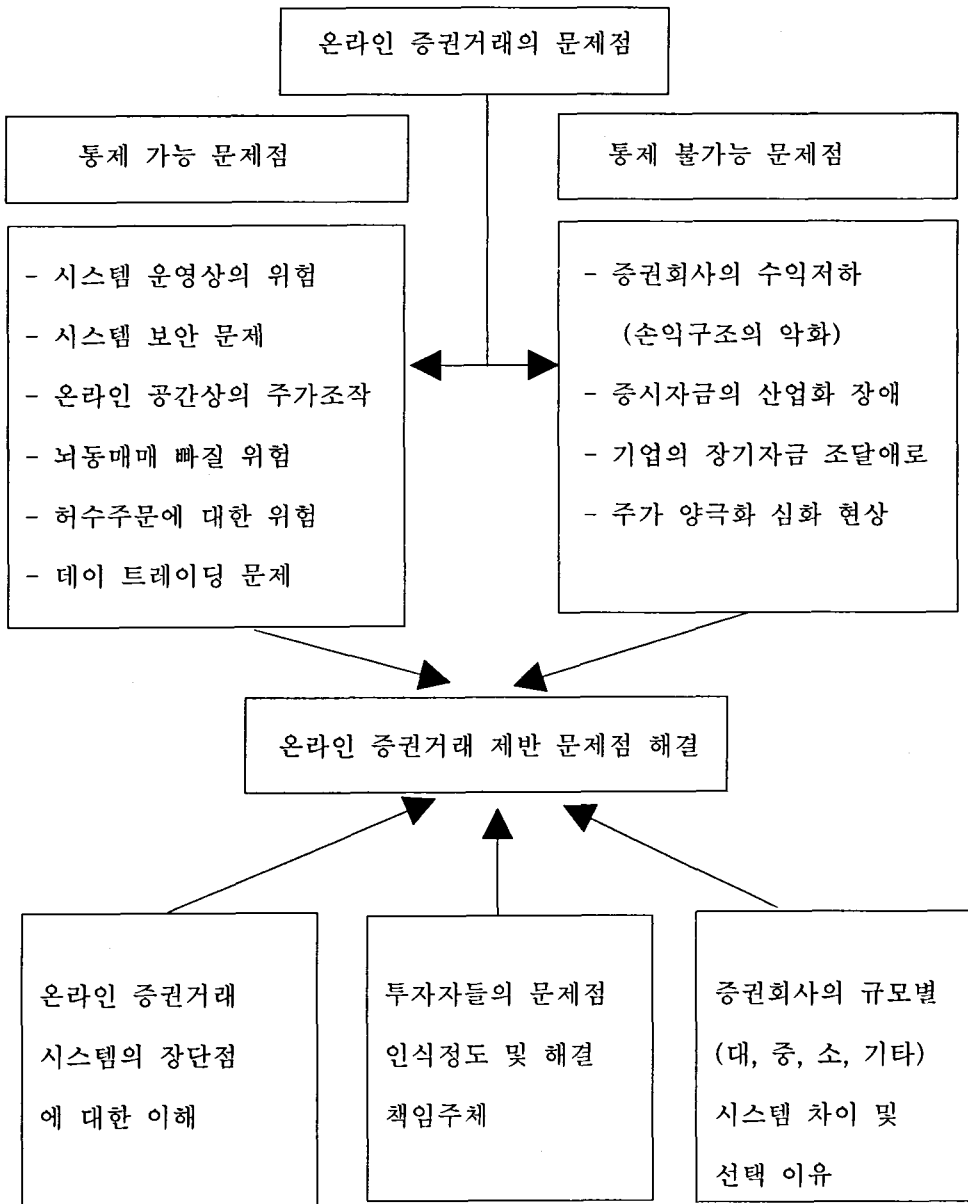 온라인 증권거래의 문제점
통제 가능 문제점
- 시스템 운영상의 위험
- 시스템 보안 문제
- 온라인 공간상의 주가조작
- 뇌동매매 빠질 위험
- 허수주문에 대한 위험
- 데이 트레이딩 문제
통제 불가능 문제점
- 증권회사의 수익저하
(손익구조의 악화)
- 증시자금의 산업화 장애
- 기업의 장기자금 조달애로
- 주가 양극화 심화 현상
온라인 증권거래 제반 문제점 해결
온라인 증권거래
시스템의 장단점
에 대한 이해
투자자들의 문제점
인식정도 및 해결
책임주체
증권회사의 규모별
(대, 중, 소, 기타)
시스템 차이 및
선택 이유